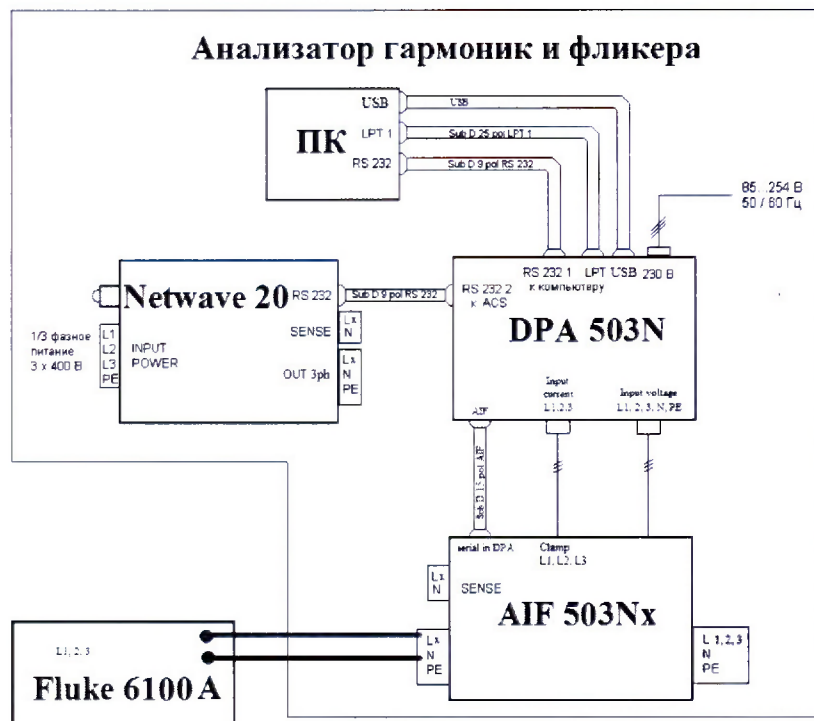 Анализатор гармоник и фликера
USB
USB
ПК
LPT 1
Sub D 25 pol LPT 1
RS 232
Sub D 9 pol RS 232
85...254 В
50 / 60 Гц
RS 232 1
LPT
USB
230 В
к компьютеру
RS 232 2
к ACS
DPA 503N
Netwave 20
RS 232
Sub D 9 pol RS 232
1/3 фазное
питание
3 x 400 В
L1
L2
L3
PE
INPUT
POWER
SENSE
Lx
N
OUT 3ph
Lx
N
PE
Input
current
L1,2,3
Input voltage
L1, 2, 3, N, PE
AIF
Sub D 15 pol AIF
serial in DPA
Clamp
L1, L2, L3
Lx
N
SENSE
AIF 503Nx
Lx
N
PE
L 1, 2, 3
N
PE
L1, 2, 3
Fluke 6100A